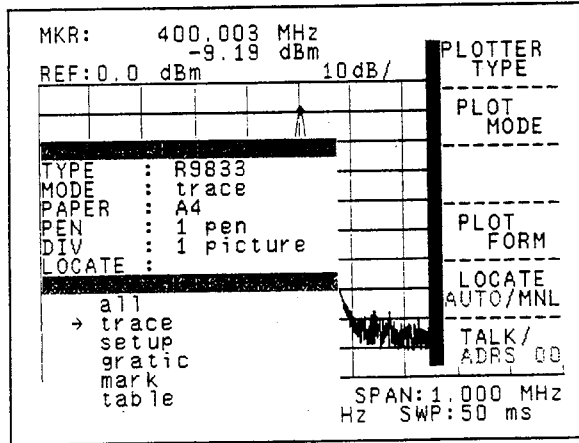 MKR: 400.003 MHz
-9.19 dBm
REF:0.0 dBm 10dB/
TYPE : R9833
MODE : trace
PAPER : A4
PEN : 1 pen
DIV : 1 picture
LOCATE :
all
→ trace
setup
gratic
mark
table
SPAN:1.000 MHz
Hz SWP:50 ms
PLOTTER
TYPE
PLOT
MODE
PLOT
FORM
LOCATE
AUTO/MNL
TALK/
ADRS 00